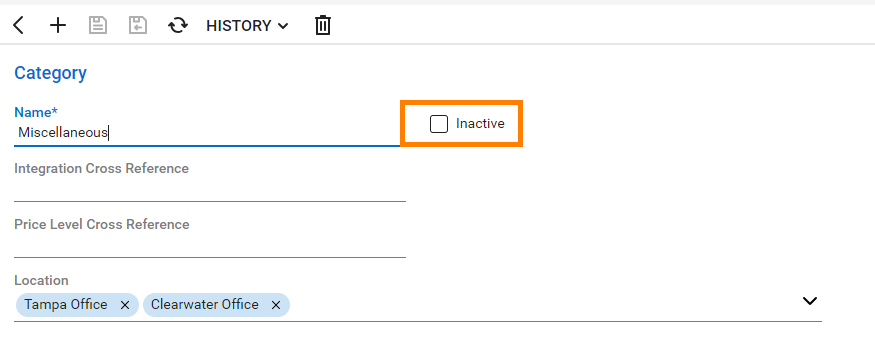 HISTORY
Category
Name*
Miscellaneous
Inactive
Integration Cross Reference
Price Level Cross Reference
Location
Tampa Office × Clearwater Office ×